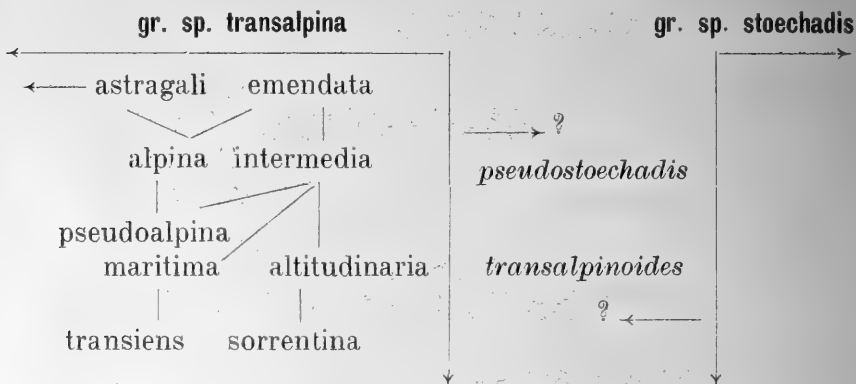 gr. sp. transalpina gr. sp. stoechadis
astragali emendata
?
alpina intermedia
pseudostoechadis
pseudoalpina
maritima altitudinaria transalpinoides
?
transiens sorrentina